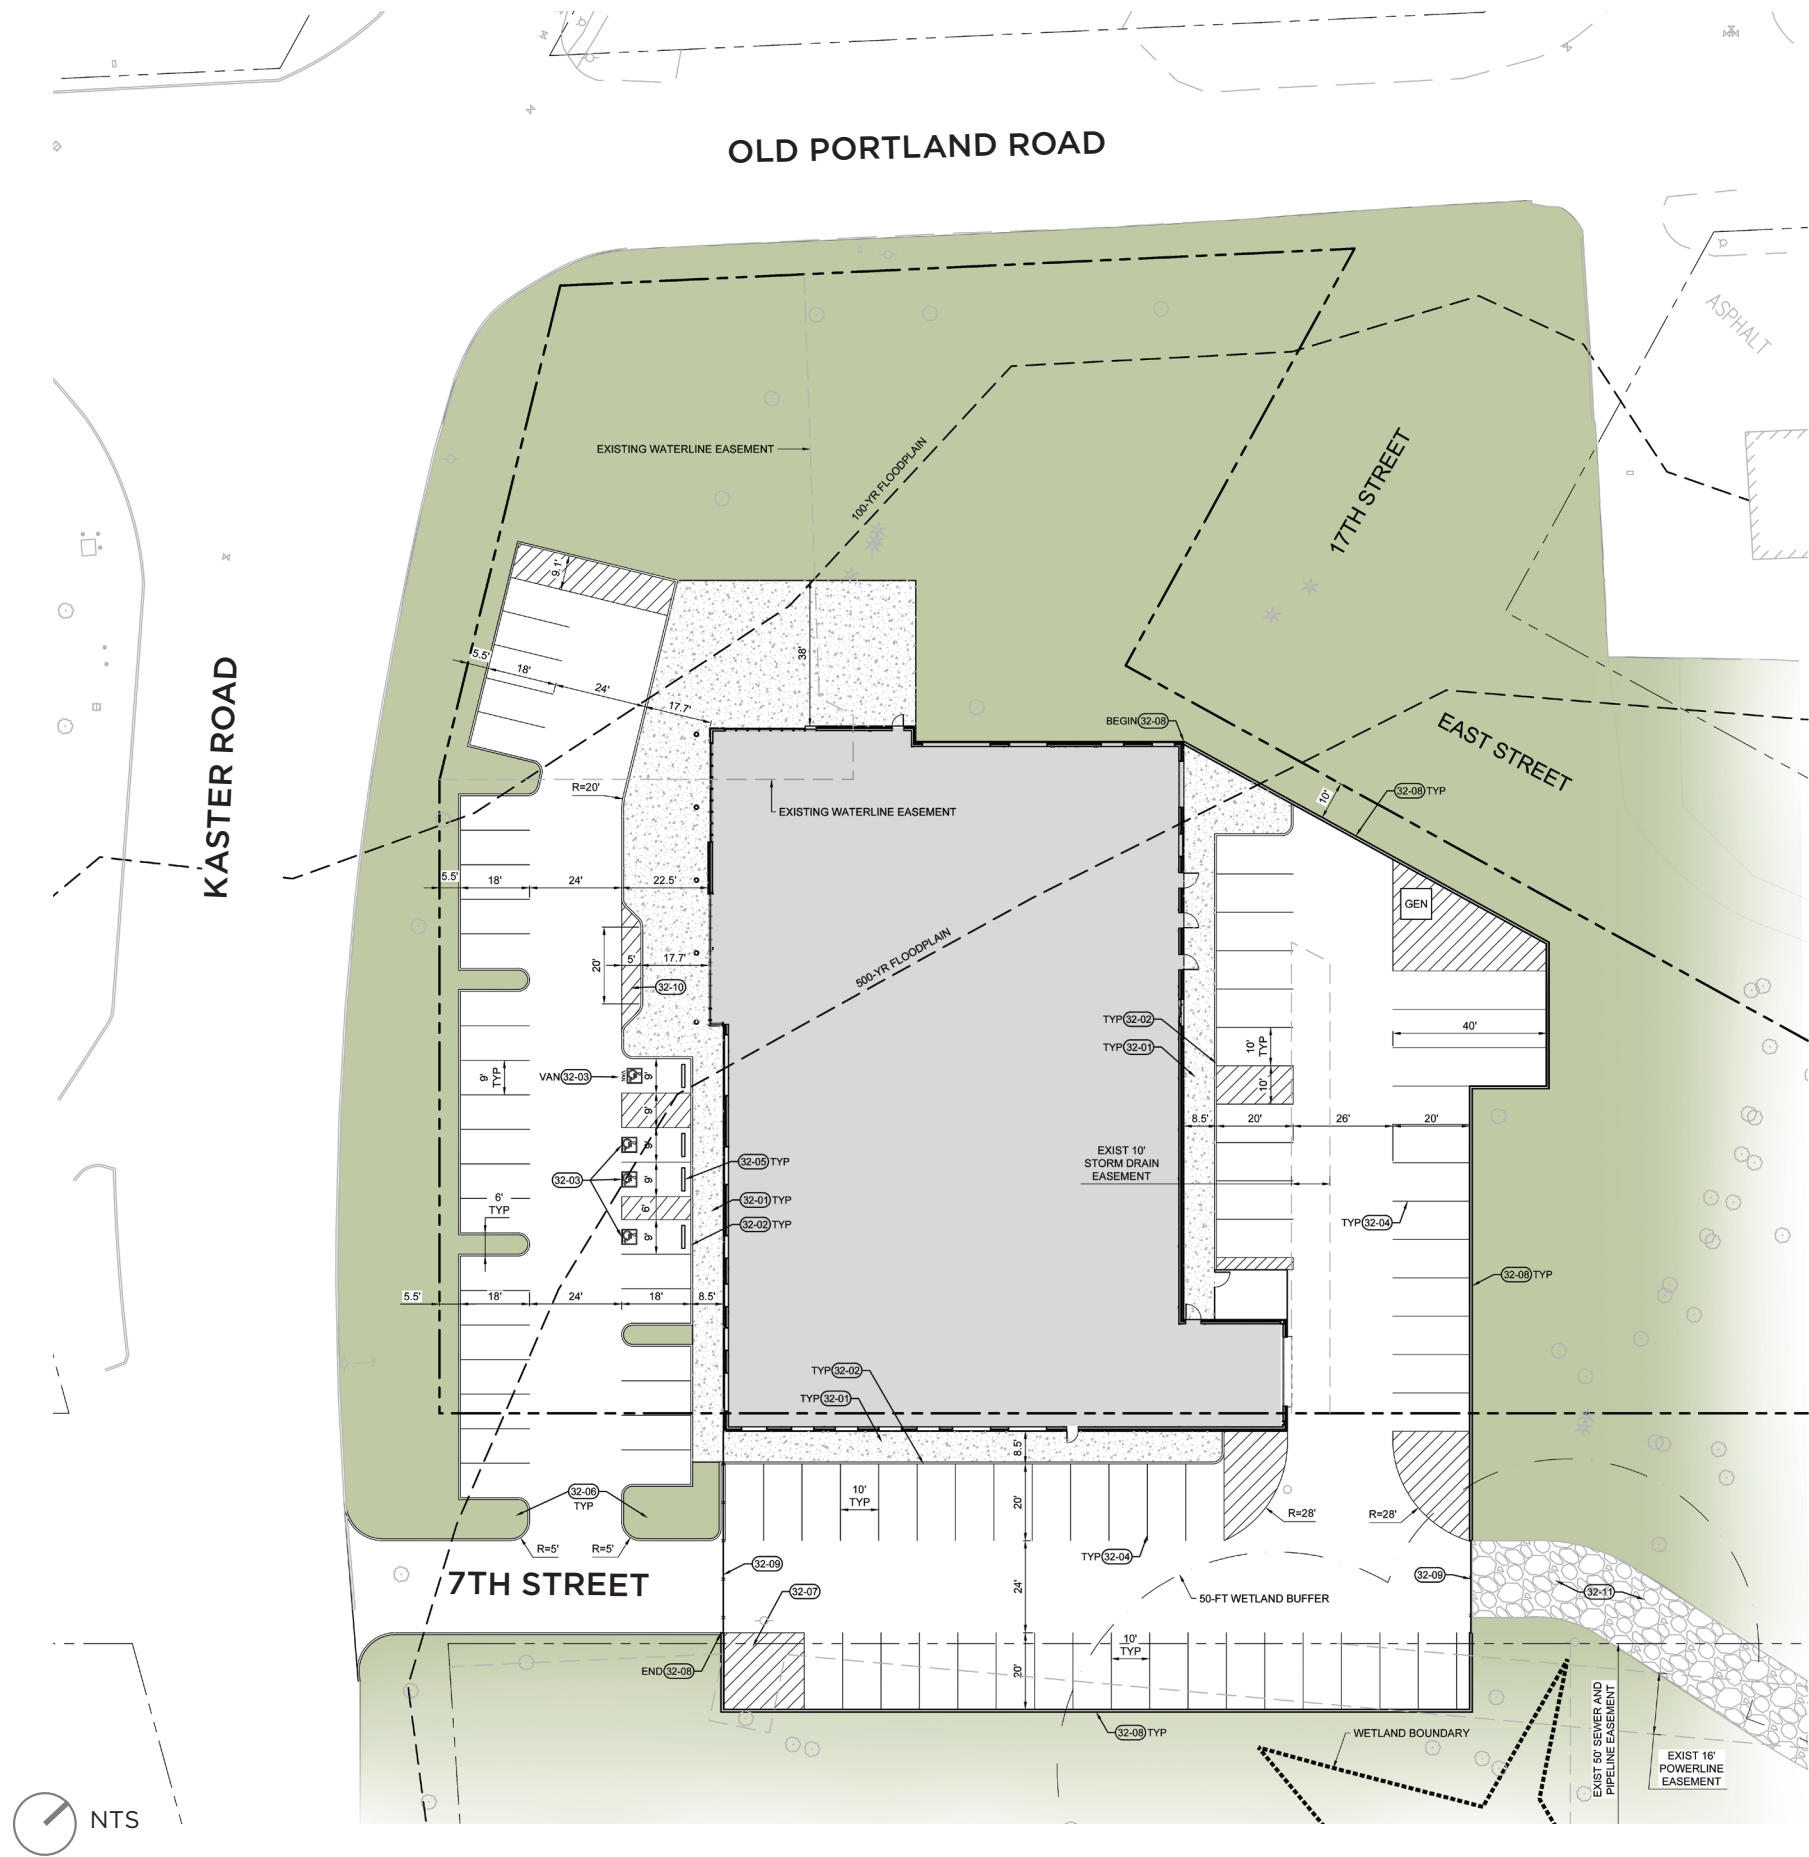 OLD PORTLAND ROAD
ASPHALT
EXISTING WATERLINE EASEMENT
100-YR FLOODPLAIN
17TH STREET
9.1'
5.5'
18'
24'
17.7'
38'
KASTER ROAD
BEGIN 32-08
EAST STREET
R=20'
EXISTING WATERLINE EASEMENT
10'
32-08 TYP
5.5'
18'
24'
22.5'
GEN
500-YR FLOODPLAIN
20'
5'
17.7'
32-10
TYP 32-02
TYP 32-01
40'
10'
TYP
10'
9'
TYP
VAN 32-03
VAN
9'
9'
9'
9'
6'
9'
8.5'
20'
26'
20'
EXIST 10'
STORM DRAIN
EASEMENT
32-05 TYP
32-03
32-01 TYP
32-02 TYP
6'
TYP
TYP 32-04
32-08 TYP
5.5'
18'
24'
18'
8.5'
TYP 32-02
TYP 32-01
8.5'
32-06
TYP
10'
TYP
20'
R=28'
R=28'
R=5'
R=5'
TYP 32-04
32-09
32-09
7TH STREET
32-07
24'
50-FT WETLAND BUFFER
32-11
10'
TYP
END 32-08
20'
32-08 TYP
WETLAND BOUNDARY
EXIST 50' SEWER AND
PIPELINE EASEMENT
EXIST 16'
POWERLINE
EASEMENT
NTS